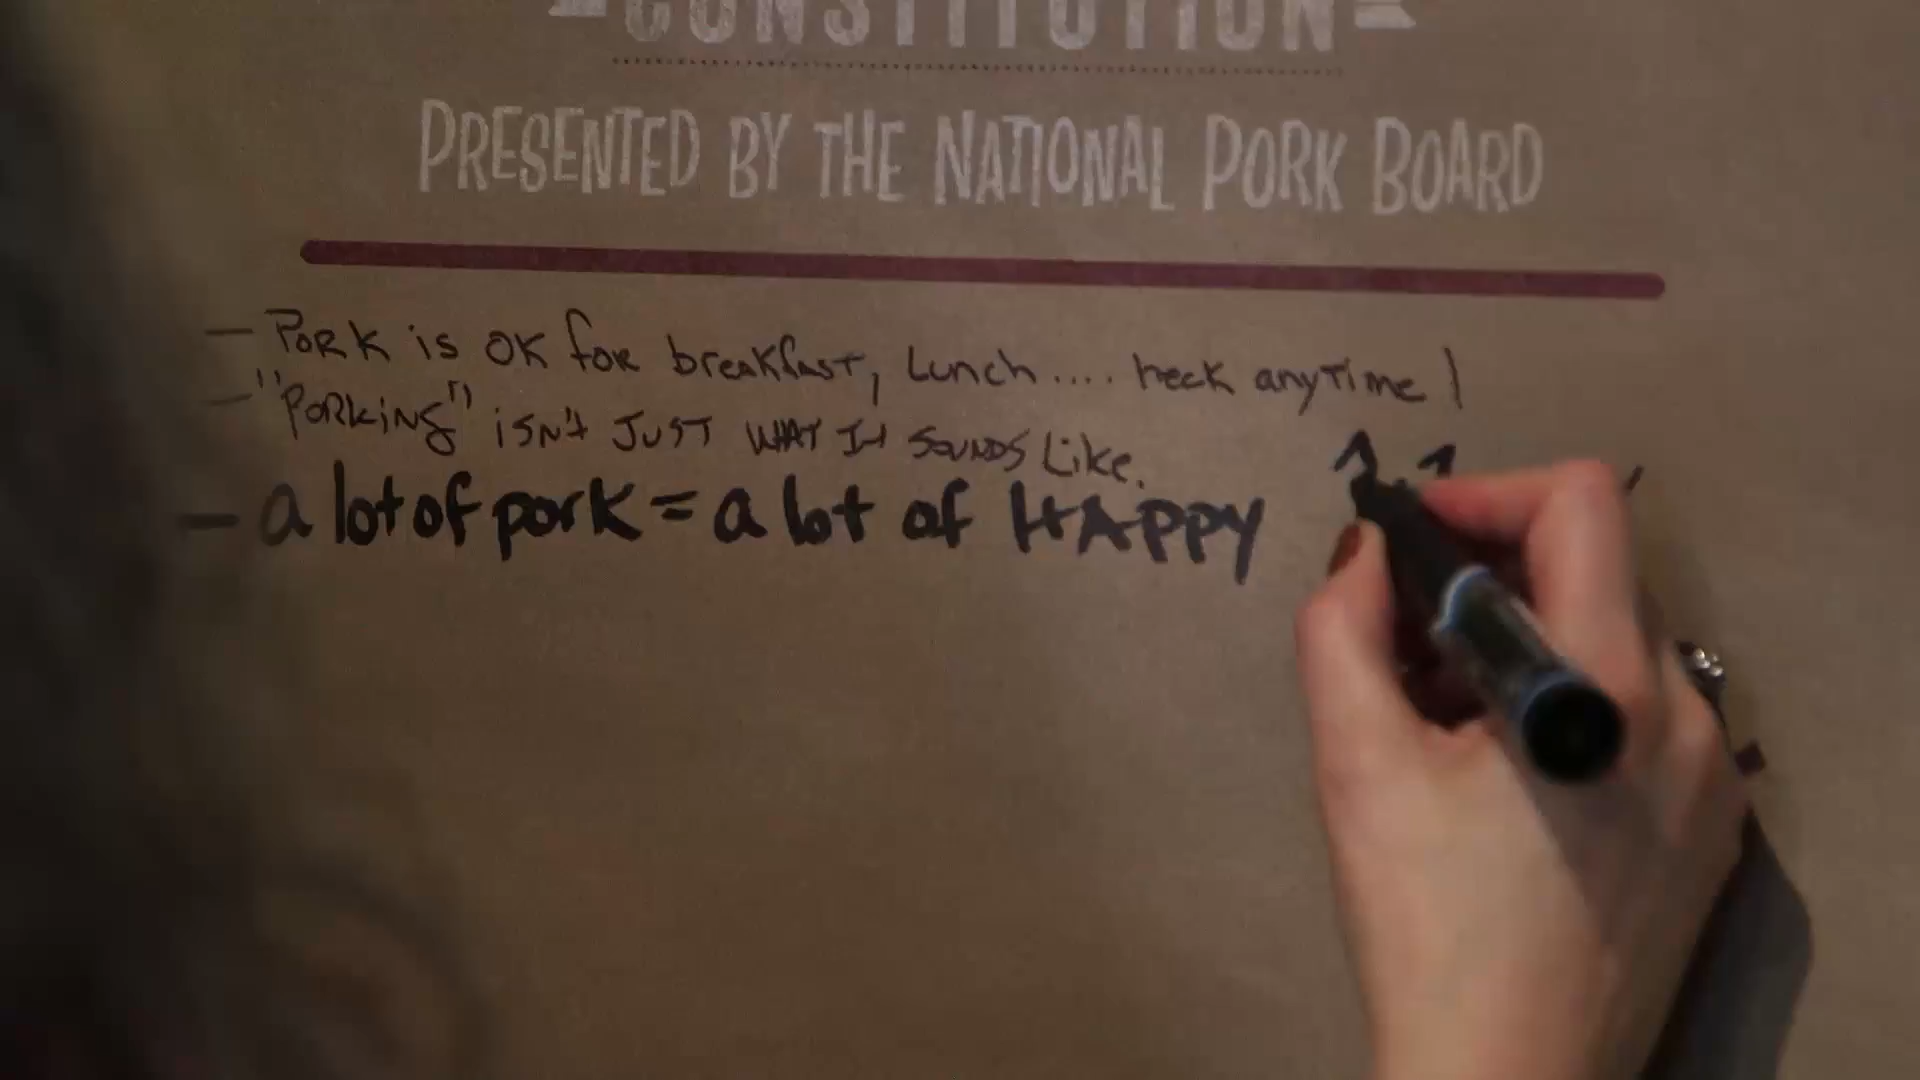 CONSTITUTION
PRESENTED BY THE NATIONAL PORK BOARD
— PORK is OK for breakfast, Lunch.... heck anytime!
— "PORKiNG" iSN't JUST WHAT It SOUNDS Like.
— a lot of pork = a lot of HAPPY